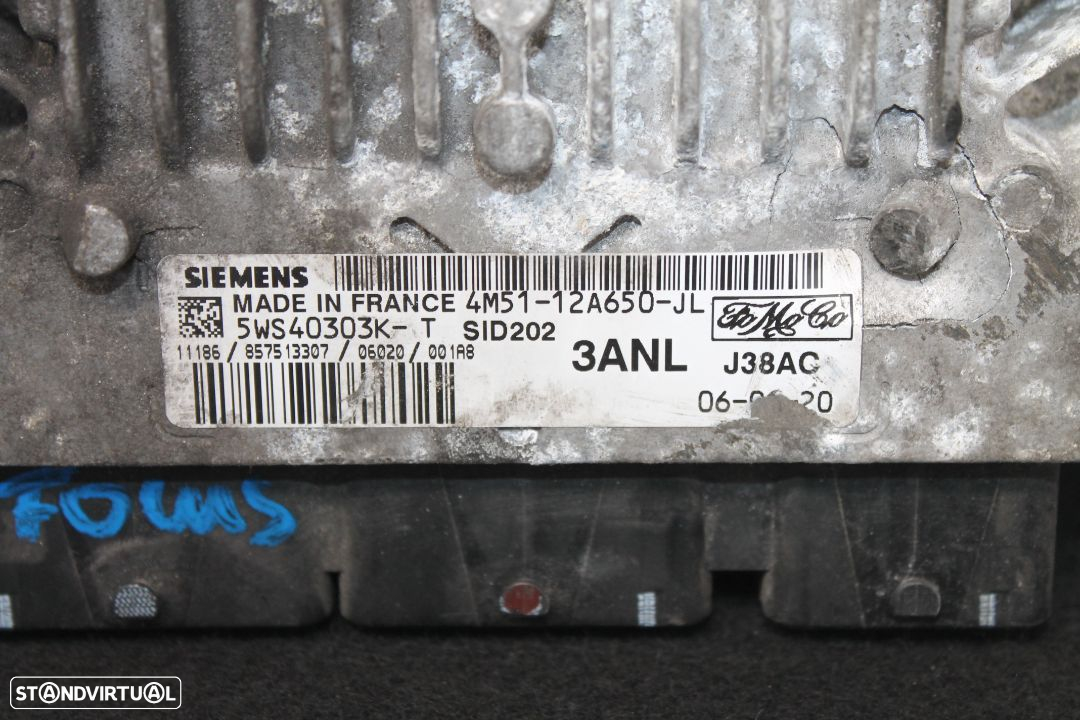 SIEMENS
MADE IN FRANCE 4M51-12A650-JL
FoMoCo
5WS40303K-T SID202
11186 / 857513307 / 06020 / 001A8
3ANL J38AC
FOCUS
STANDVIRTUAL